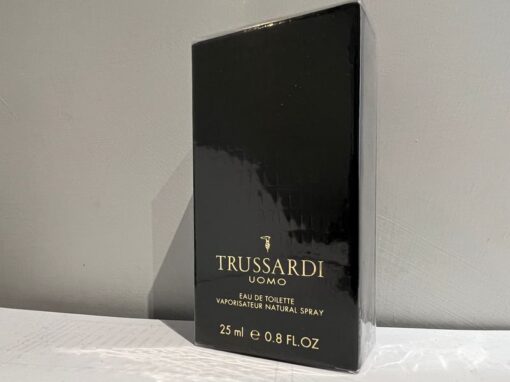 TRUSSARDI
UOMO
EAU DE TOILETTE
VAPORISATEUR NATURAL SPRAY
25 ml ℮ 0.8 FL.OZ